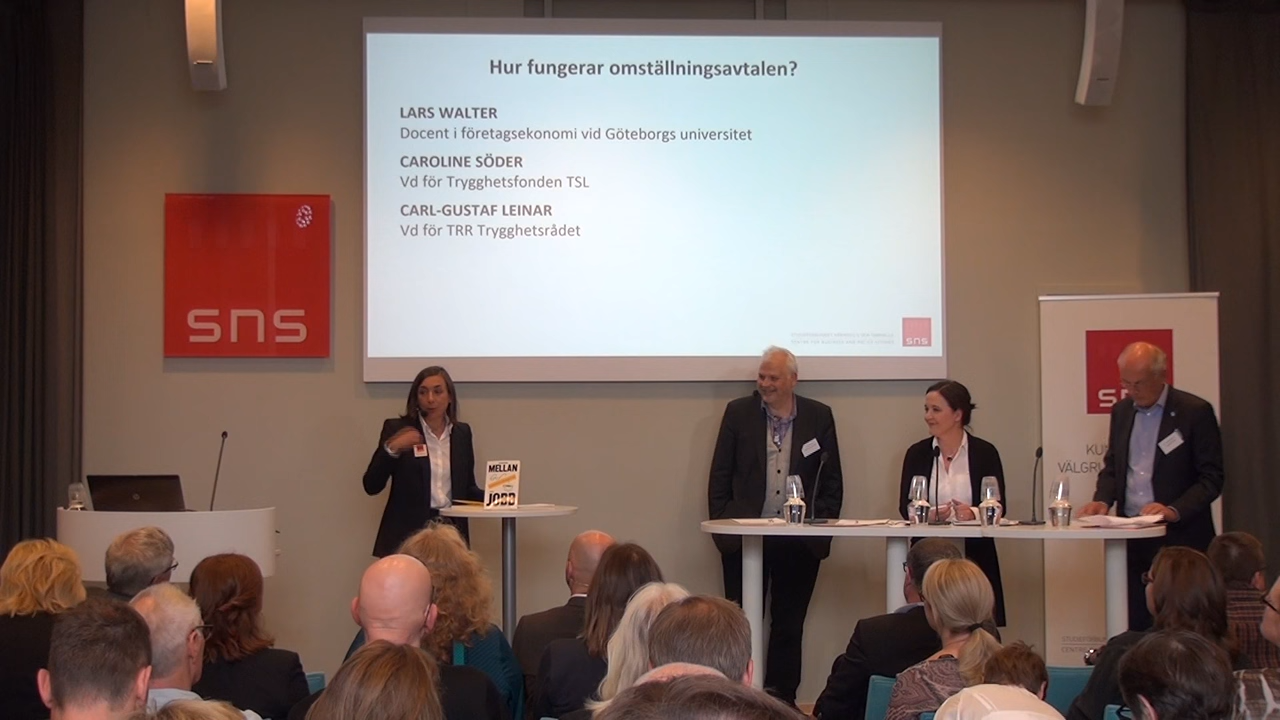 Hur fungerar omställningsavtalen?
LARS WALTER
Docent i företagsekonomi vid Göteborgs universitet
CAROLINE SÖDER
Vd för Trygghetsfonden TSL
CARL-GUSTAF LEINAR
Vd för TRR Trygghetsrådet
sns
sns
MELLAN
JOBB